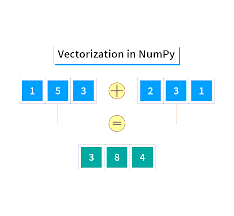 Vectorization in NumPy
1 5 3 + 2 3 1
=
3 8 4